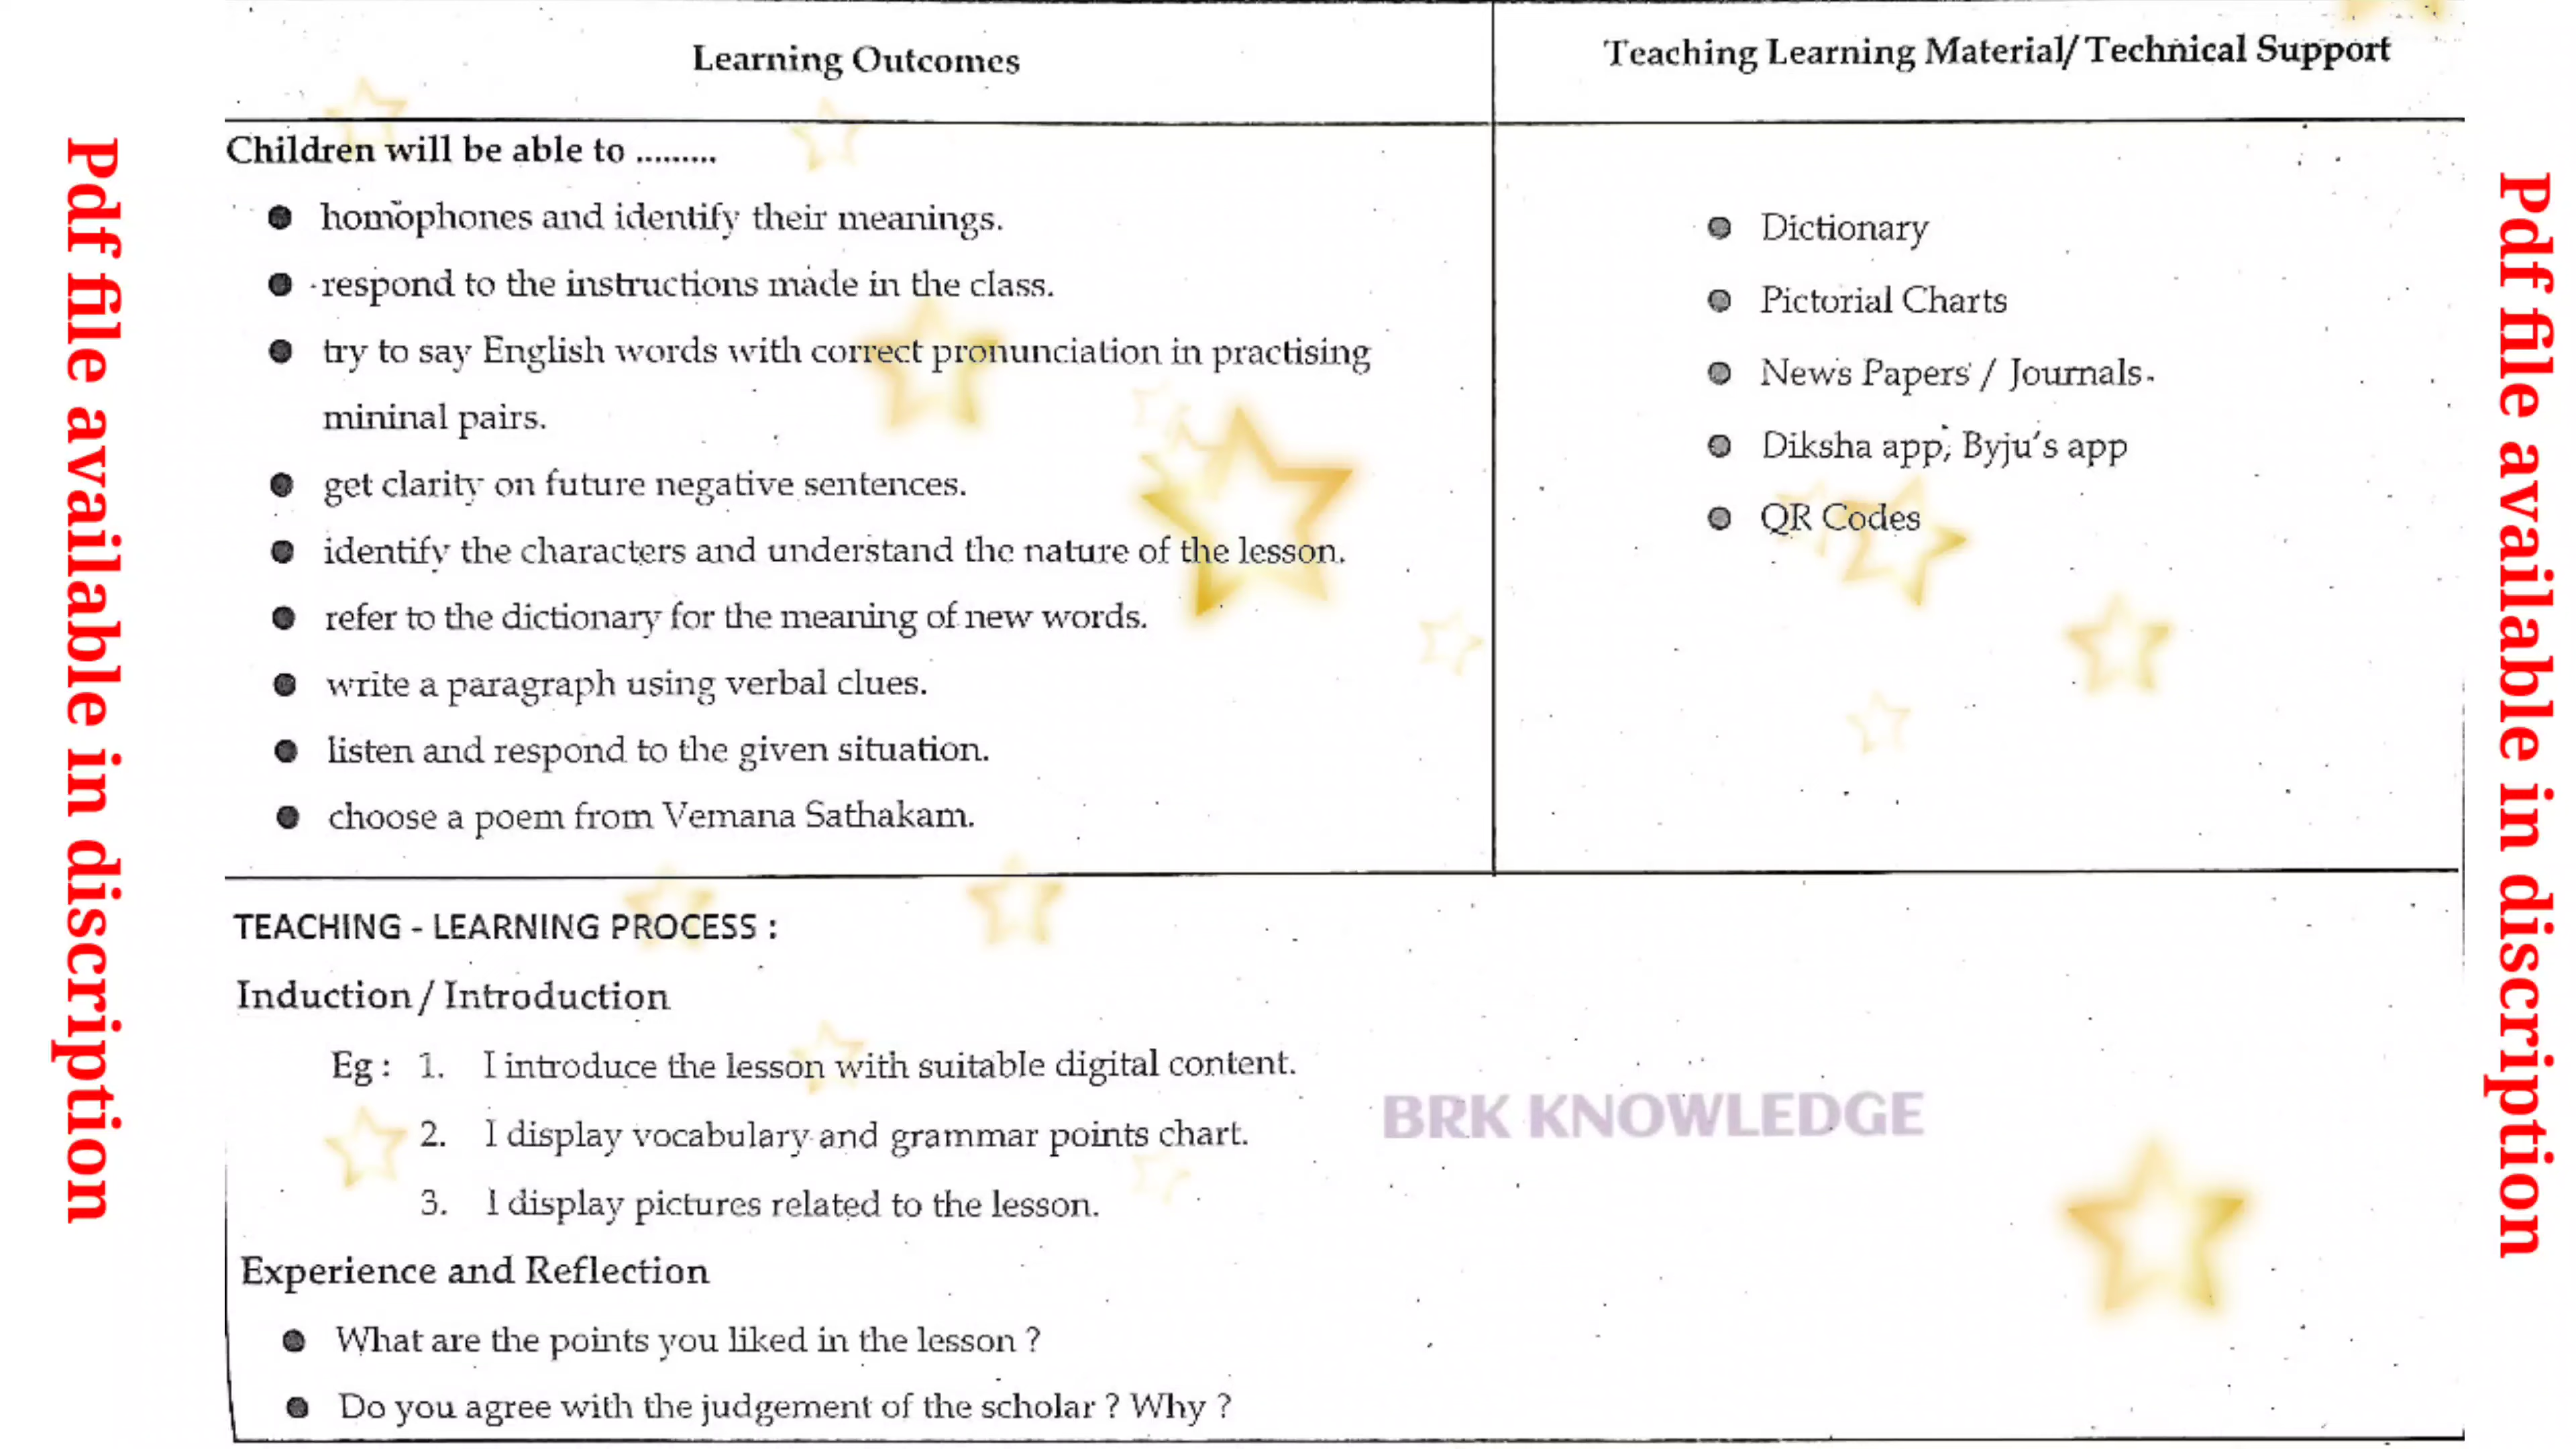 Learning Outcomes
Teaching Learning Material/ Technical Support
Children will be able to .........
● homophones and identify their meanings.
● respond to the instructions made in the class.
● try to say English words with correct pronunciation in practising
mininal pairs.
● get clarity on future negative sentences.
● identify the characters and understand the nature of the lesson.
● refer to the dictionary for the meaning of new words.
● write a paragraph using verbal clues.
● listen and respond to the given situation.
● choose a poem from Vemana Sathakam.
● Dictionary
● Pictorial Charts
● News Papers / Journals
● Diksha app, Byju's app
● QR Codes
TEACHING - LEARNING PROCESS :
Induction / Introduction
Eg : 1. I introduce the lesson with suitable digital content.
2. I display vocabulary and grammar points chart.
3. I display pictures related to the lesson.
Experience and Reflection
● What are the points you liked in the lesson ?
● Do you agree with the judgement of the scholar ? Why ?
BRK KNOWLEDGE
Pdf file available in discription
Pdf file available in discription